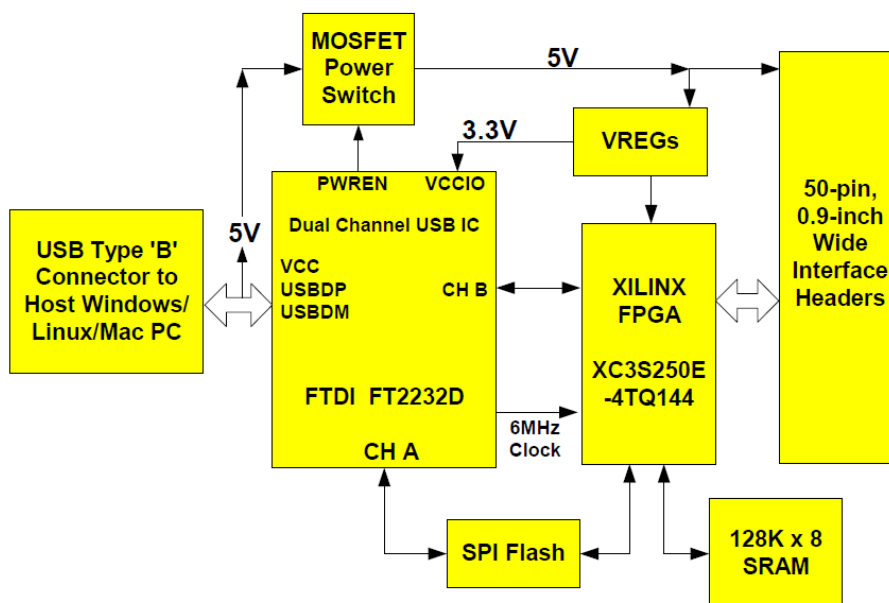 MOSFET
Power
Switch
5V
3.3V
VREGs
PWREN
VCCIO
Dual Channel USB IC
50-pin,
0.9-inch
Wide
Interface
Headers
5V
USB Type 'B'
Connector to
Host Windows/
Linux/Mac PC
VCC
USBDP
USBDM
CH B
XILINX
FPGA
XC3S250E
-4TQ144
FTDI FT2232D
6MHz
Clock
CH A
SPI Flash
128K x 8
SRAM